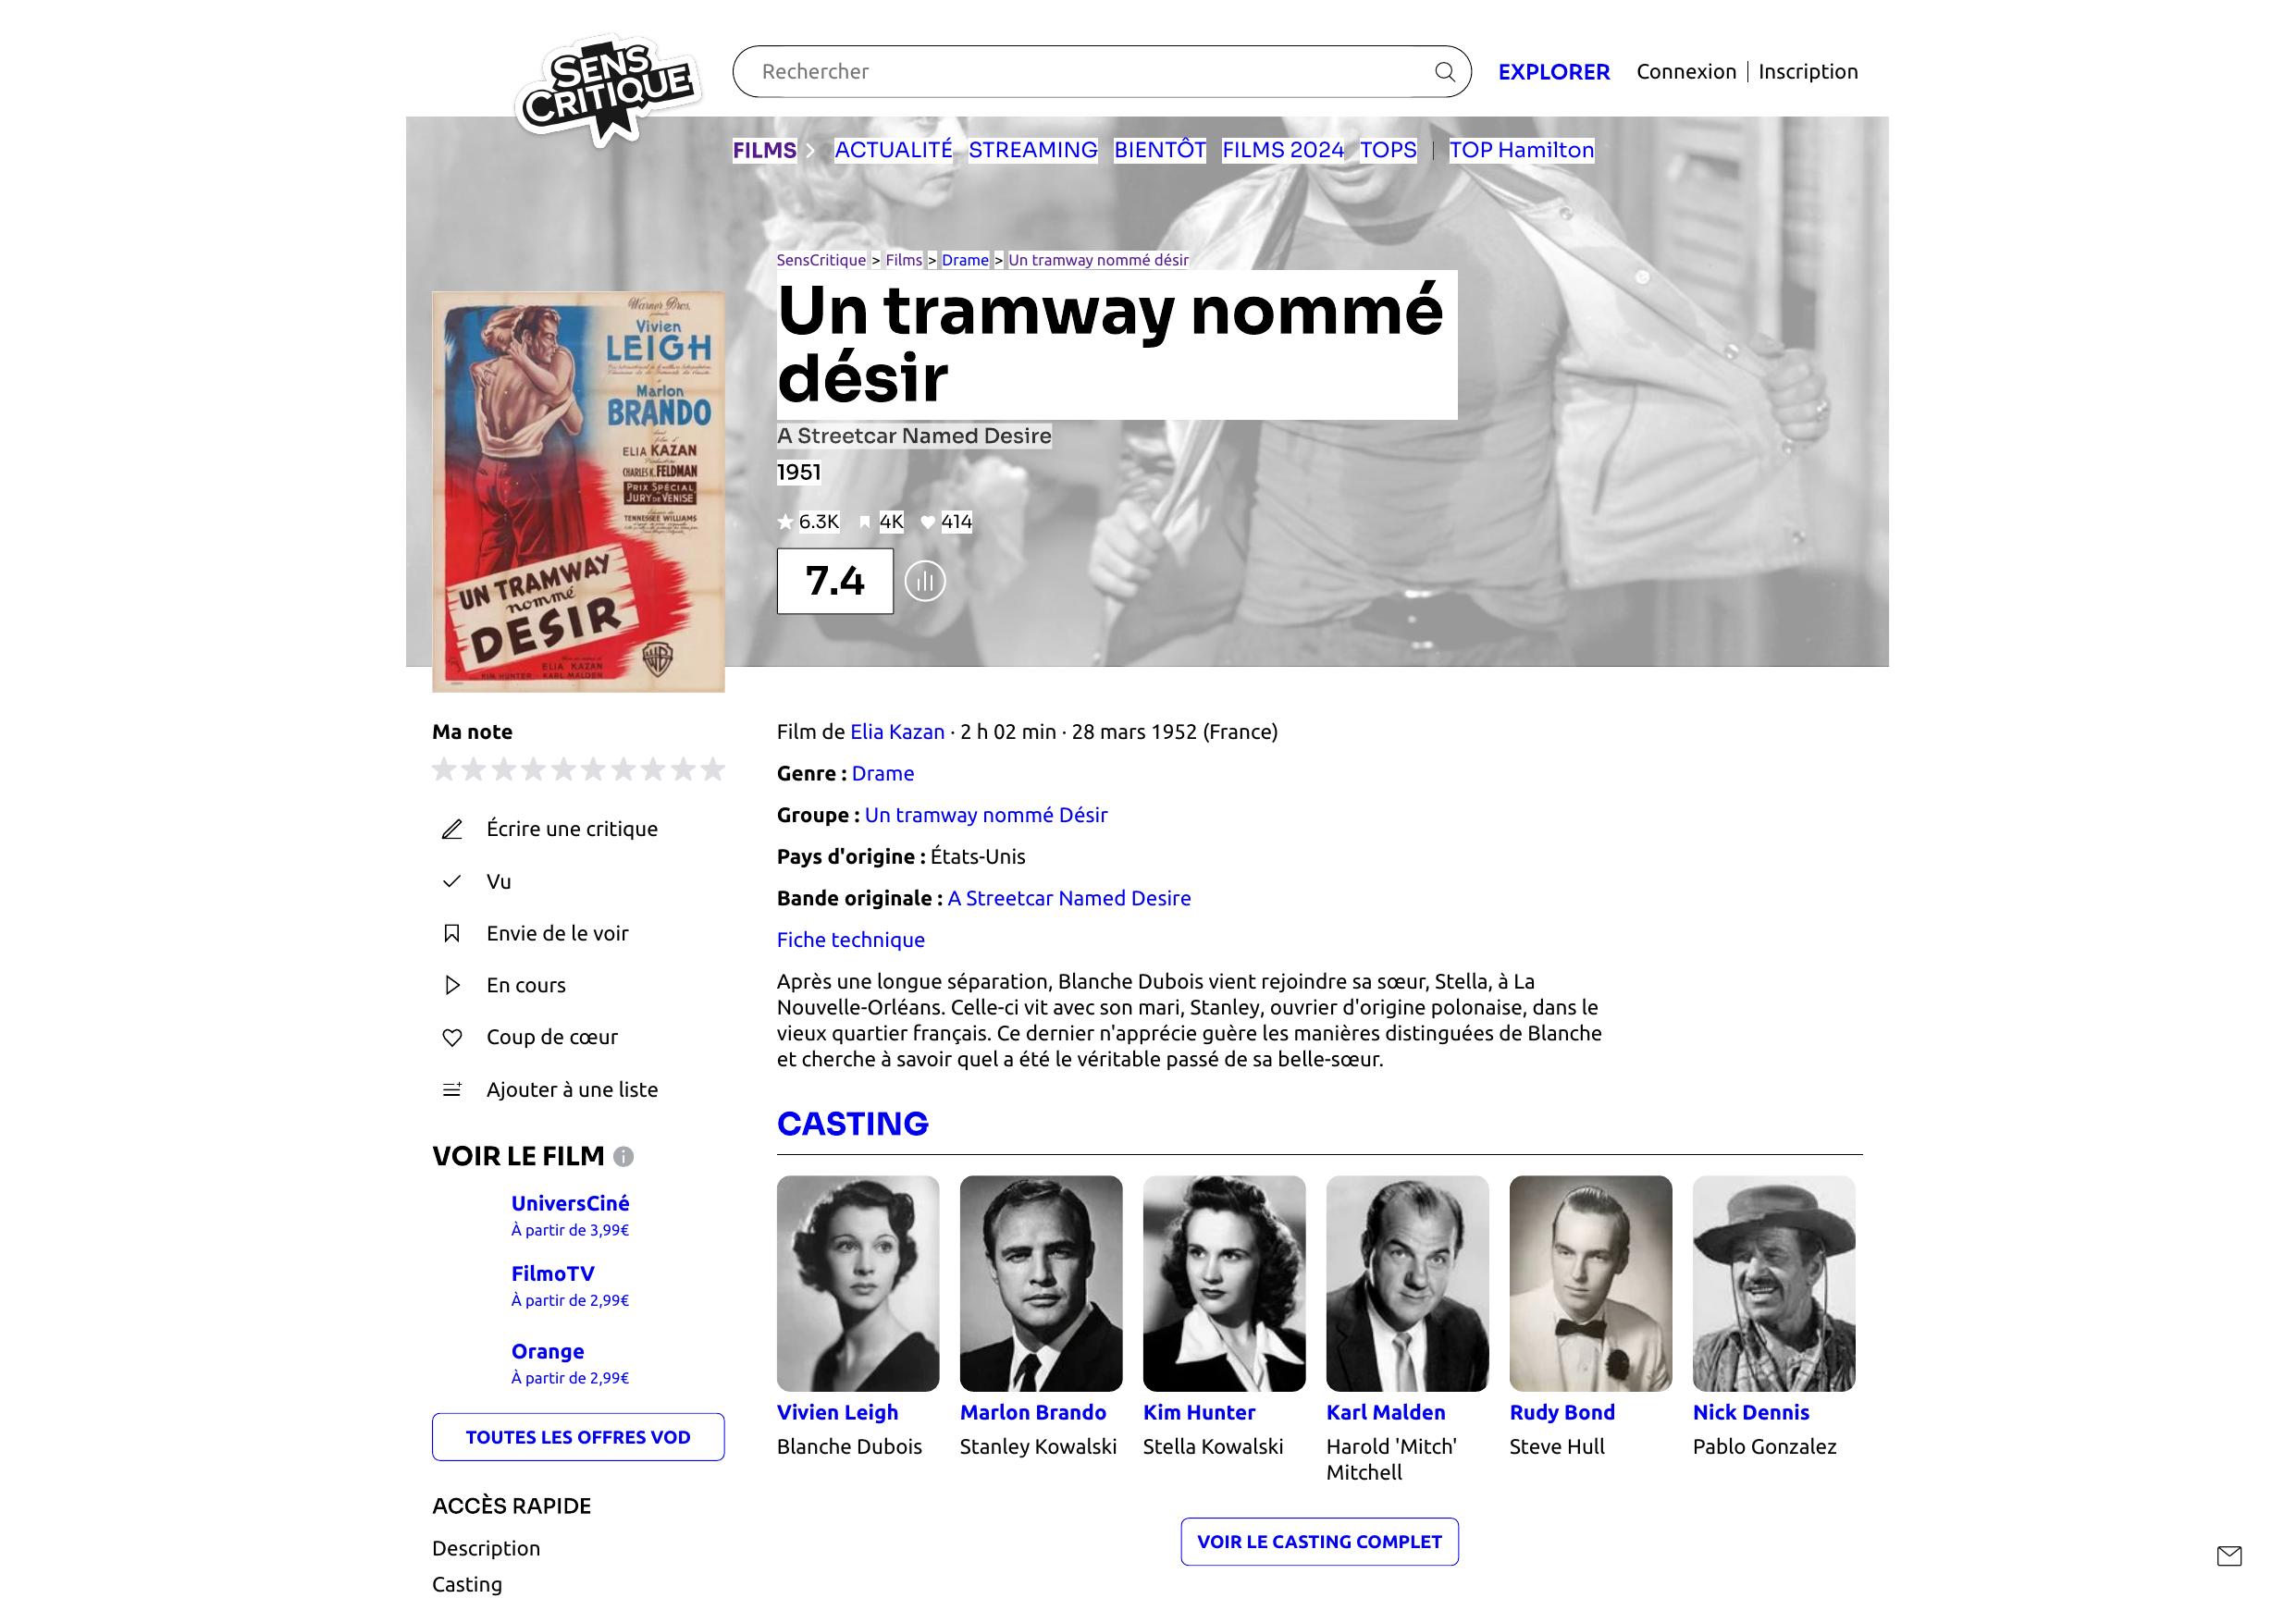 SENS
CRITIQUE
Rechercher
EXPLORER
Connexion | Inscription
FILMS
ACTUALITÉ
STREAMING
BIENTÔT
FILMS 2024
TOPS
TOP Hamilton
SensCritique > Films > Drame > Un tramway nommé désir
Un tramway nommé
désir
A Streetcar Named Desire
1951
6.3K
4K
414
7.4
Warner Bros.
Vivien
LEIGH
Marlon
BRANDO
ELIA KAZAN
CHARLES K. FELDMAN
PRIX SPÉCIAL
JURY DE VENISE
TENNESSEE WILLIAMS
UN TRAMWAY
nommé
DESIR
ELIA KAZAN
KIM HUNTER - KARL MALDEN
WB
Ma note
Écrire une critique
Vu
Envie de le voir
En cours
Coup de cœur
Ajouter à une liste
VOIR LE FILM
UniversCiné
À partir de 3,99€
FilmoTV
À partir de 2,99€
Orange
À partir de 2,99€
TOUTES LES OFFRES VOD
ACCÈS RAPIDE
Description
Casting
Film de Elia Kazan · 2 h 02 min · 28 mars 1952 (France)
Genre : Drame
Groupe : Un tramway nommé Désir
Pays d'origine : États-Unis
Bande originale : A Streetcar Named Desire
Fiche technique
Après une longue séparation, Blanche Dubois vient rejoindre sa sœur, Stella, à La
Nouvelle-Orléans. Celle-ci vit avec son mari, Stanley, ouvrier d'origine polonaise, dans le
vieux quartier français. Ce dernier n'apprécie guère les manières distinguées de Blanche
et cherche à savoir quel a été le véritable passé de sa belle-sœur.
CASTING
Vivien Leigh
Blanche Dubois
Marlon Brando
Stanley Kowalski
Kim Hunter
Stella Kowalski
Karl Malden
Harold 'Mitch'
Mitchell
Rudy Bond
Steve Hull
Nick Dennis
Pablo Gonzalez
VOIR LE CASTING COMPLET